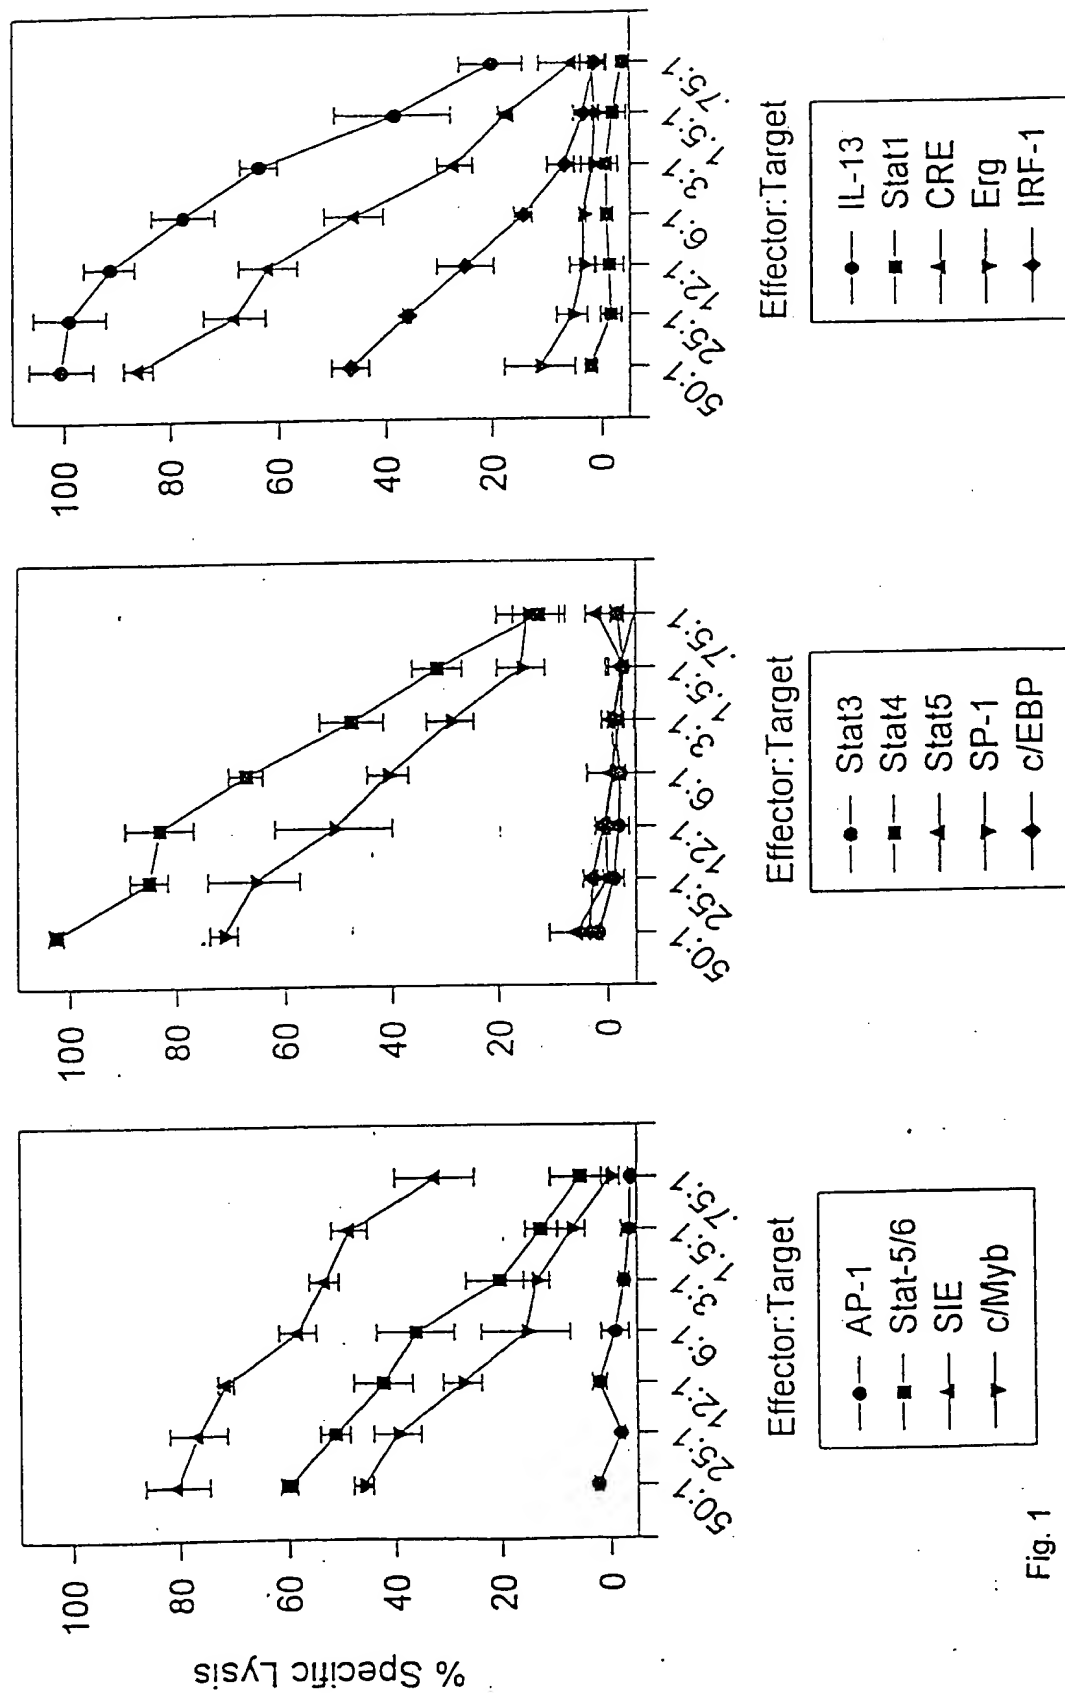 % Specific Lysis
100
80
60
40
20
0
50:1
25:1
12:1
6:1
3:1
1.5:1
.75:1
Effector:Target
AP-1
Stat-5/6
SIE
c/Myb
100
80
60
40
20
0
50:1
25:1
12:1
6:1
3:1
1.5:1
.75:1
Effector:Target
Stat3
Stat4
Stat5
SP-1
c/EBP
100
80
60
40
20
0
50:1
25:1
12:1
6:1
3:1
1.5:1
.75:1
Effector:Target
IL-13
Stat1
CRE
Erg
IRF-1
Fig. 1